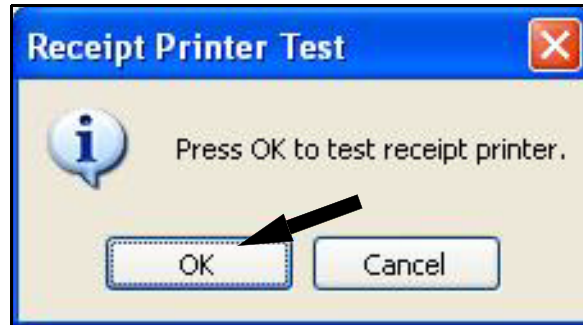 Receipt Printer Test
Press OK to test receipt printer.
OK
Cancel